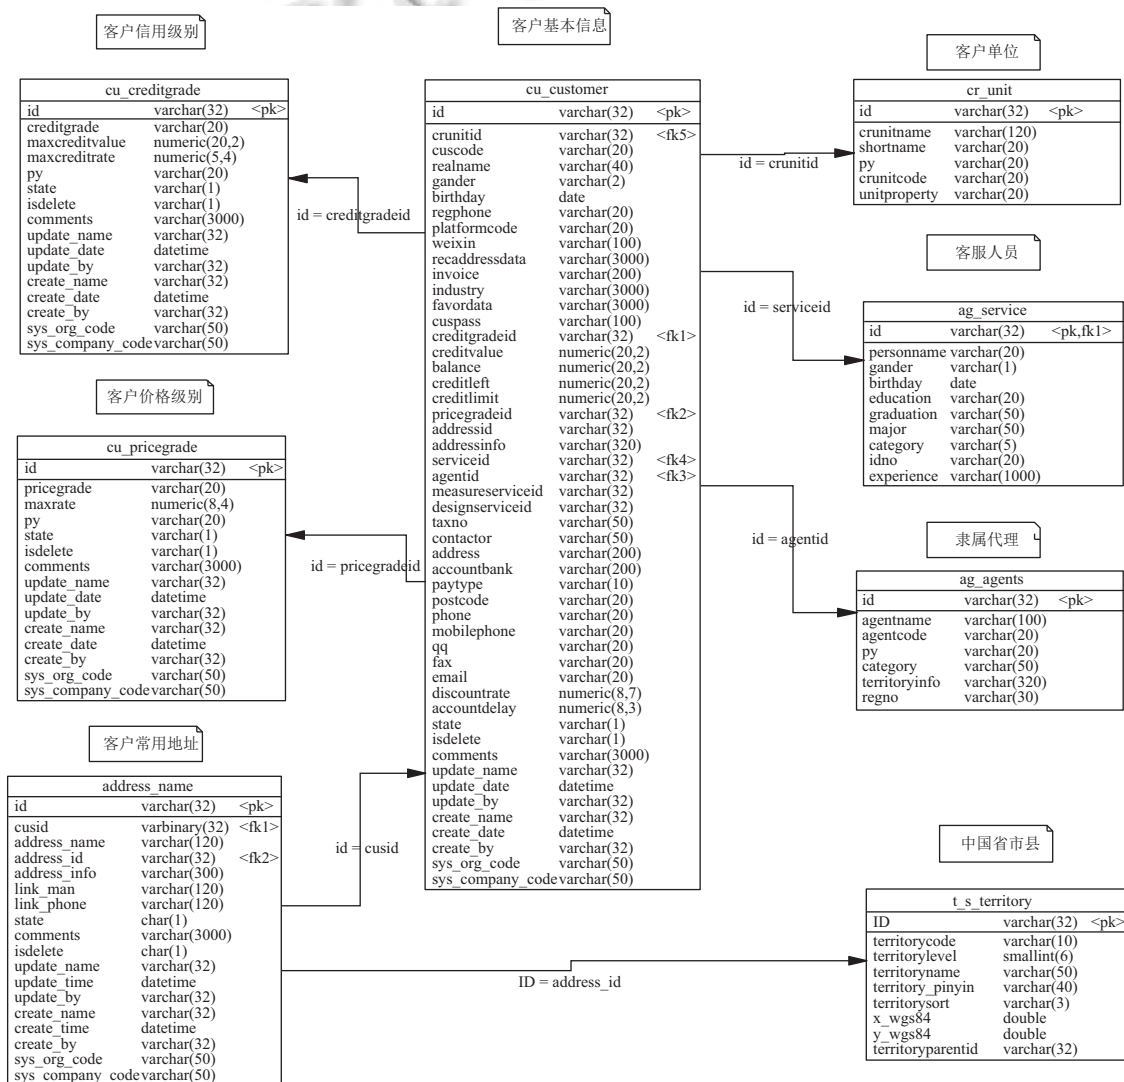 客户信用级别
cu_creditgrade
id varchar(32) <pk>
creditgrade varchar(20)
maxcreditvalue numeric(20,2)
maxcreditrate numeric(5,4)
py varchar(20)
state varchar(1)
isdelete varchar(1)
comments varchar(3000)
update_name varchar(32)
update_date datetime
update_by varchar(32)
create_name varchar(32)
create_date datetime
create_by varchar(32)
sys_org_code varchar(50)
sys_company_code varchar(50)
客户价格级别
cu_pricegrade
id varchar(32) <pk>
pricegrade varchar(20)
maxrate numeric(8,4)
py varchar(20)
state varchar(1)
isdelete varchar(1)
comments varchar(3000)
update_name varchar(32)
update_date datetime
update_by varchar(32)
create_name varchar(32)
create_date datetime
create_by varchar(32)
sys_org_code varchar(50)
sys_company_code varchar(50)
客户常用地址
address_name
id varchar(32) <pk>
cusid varbinary(32) <fk1>
address_name varchar(120)
address_id varchar(32) <fk2>
address_info varchar(300)
link_man varchar(120)
link_phone varchar(120)
state char(1)
comments varchar(3000)
isdelete char(1)
update_name varchar(32)
update_time datetime
update_by varchar(32)
create_name varchar(32)
create_time datetime
create_by varchar(32)
sys_org_code varchar(50)
sys_company_code varchar(50)
id = creditgradeid
id = pricegradeid
id = cusid
ID = address_id
客户基本信息
cu_customer
id varchar(32) <pk>
crunitid varchar(32) <fk5>
cuscode varchar(20)
realname varchar(40)
gander varchar(2)
birthday date
regphone varchar(20)
platformcode varchar(20)
weixin varchar(100)
recaddressdata varchar(3000)
invoice varchar(200)
industry varchar(3000)
favordata varchar(3000)
cuspass varchar(100)
creditgradeid varchar(32) <fk1>
creditvalue numeric(20,2)
balance numeric(20,2)
creditleft numeric(20,2)
creditlimit numeric(20,2)
pricegradeid varchar(32) <fk2>
addressid varchar(32)
addressinfo varchar(320)
serviceid varchar(32) <fk4>
agentid varchar(32) <fk3>
measureserviceid varchar(32)
designserviceid varchar(32)
taxno varchar(50)
contactor varchar(50)
address varchar(200)
accountbank varchar(200)
paytype varchar(10)
postcode varchar(20)
phone varchar(20)
mobilephone varchar(20)
qq varchar(20)
fax varchar(20)
email varchar(20)
discountrate numeric(8,7)
accountdelay numeric(8,3)
state varchar(1)
isdelete varchar(1)
comments varchar(3000)
update_name varchar(32)
update_date datetime
update_by varchar(32)
create_name varchar(32)
create_date datetime
create_by varchar(32)
sys_org_code varchar(50)
sys_company_code varchar(50)
id = crunitid
id = serviceid
id = agentid
客户单位
cr_unit
id varchar(32) <pk>
crunitname varchar(120)
shortname varchar(20)
py varchar(20)
crunitcode varchar(20)
unitproperty varchar(20)
客服人员
ag_service
id varchar(32) <pk,fk1>
personname varchar(20)
gander varchar(1)
birthday date
education varchar(20)
graduation varchar(50)
major varchar(50)
category varchar(5)
idno varchar(20)
experience varchar(1000)
隶属代理
ag_agents
id varchar(32) <pk>
agentname varchar(100)
agentcode varchar(20)
py varchar(20)
category varchar(50)
territoryinfo varchar(320)
regno varchar(30)
中国省市县
t_s_territory
ID varchar(32) <pk>
territorycode varchar(10)
territorylevel smallint(6)
territoryname varchar(50)
territory_pinyin varchar(40)
territorysort varchar(3)
x_wgs84 double
y_wgs84 double
territoryparentid varchar(32)